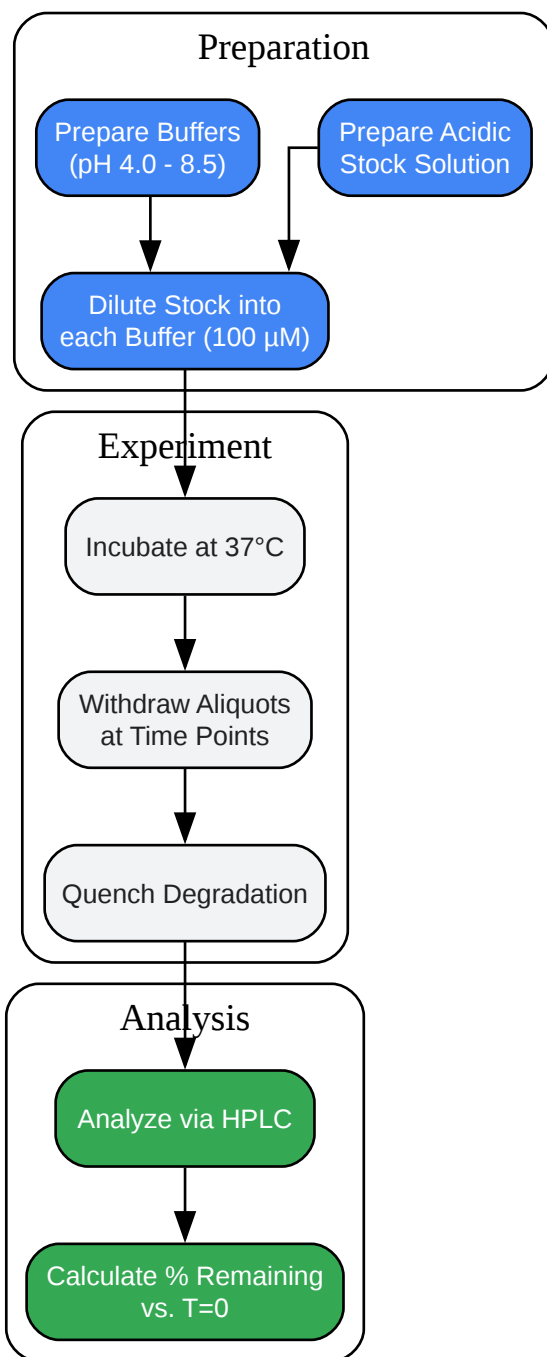 Preparation
Prepare Buffers
(pH 4.0 - 8.5)
Prepare Acidic
Stock Solution
Dilute Stock into
each Buffer (100 µM)
Experiment
Incubate at 37°C
Withdraw Aliquots
at Time Points
Quench Degradation
Analysis
Analyze via HPLC
Calculate % Remaining
vs. T=0